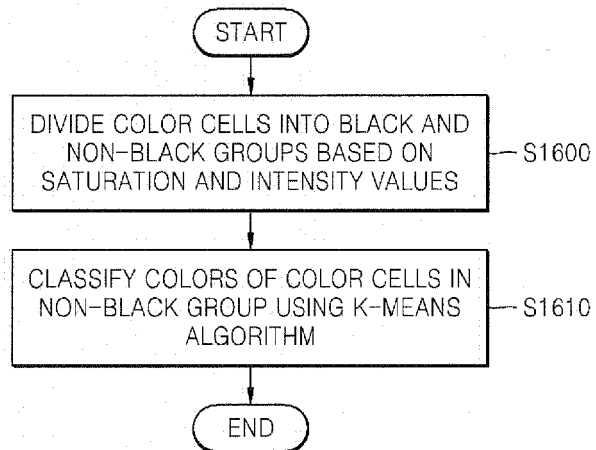 START
DIVIDE COLOR CELLS INTO BLACK AND
NON-BLACK GROUPS BASED ON
SATURATION AND INTENSITY VALUES
S1600
CLASSIFY COLORS OF COLOR CELLS IN
NON-BLACK GROUP USING K-MEANS
ALGORITHM
S1610
END